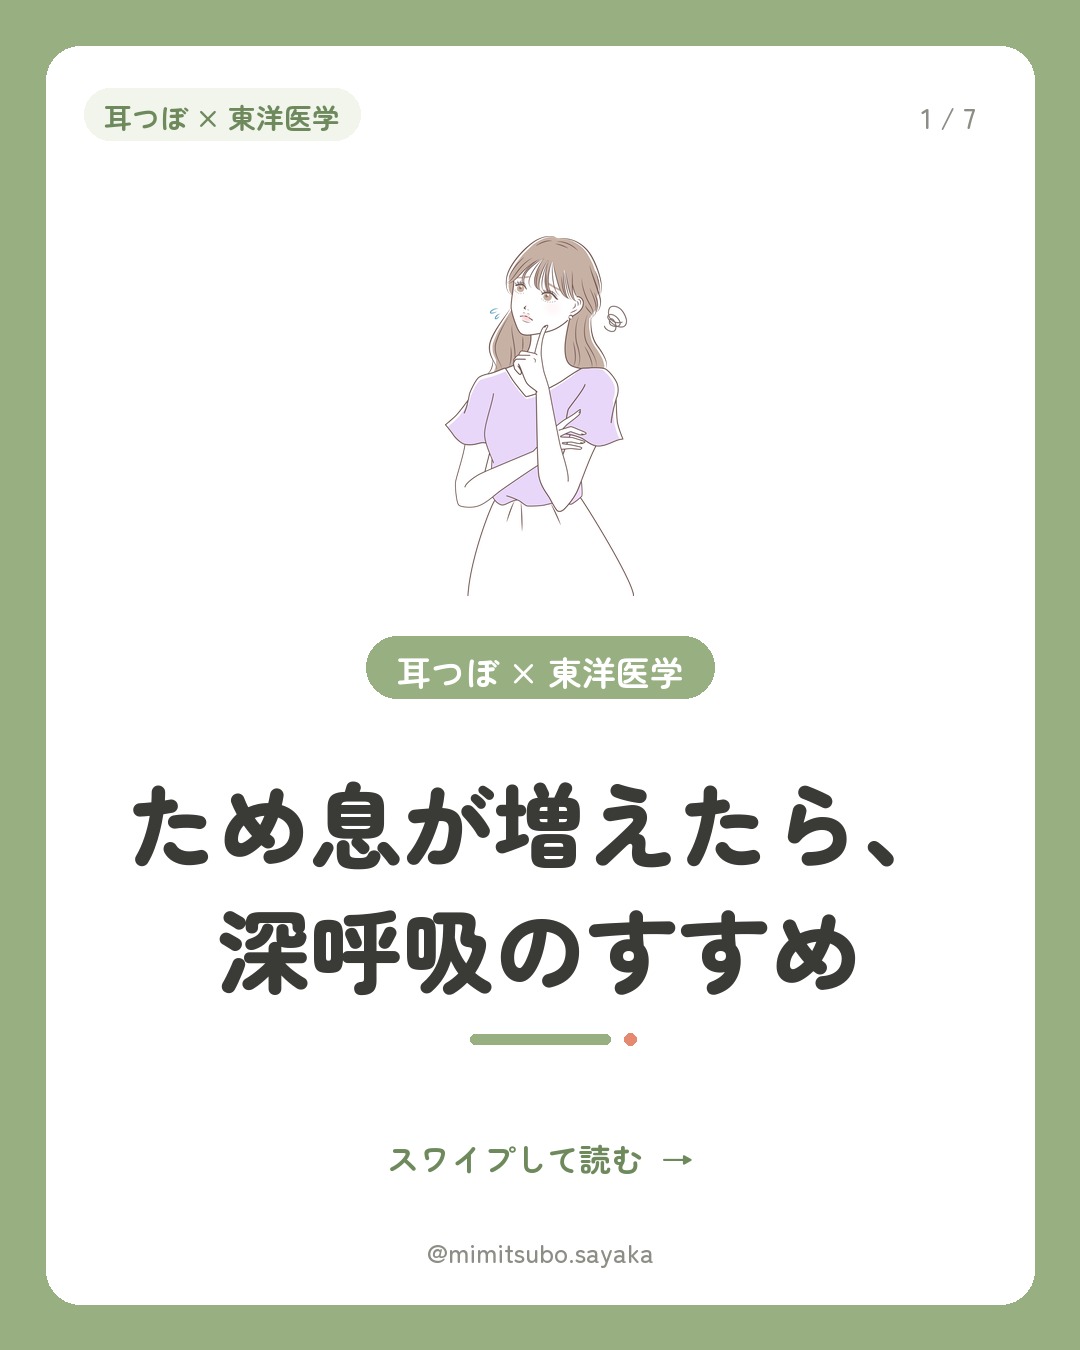 耳つぼ × 東洋医学
1 / 7
耳つぼ × 東洋医学
ため息が増えたら、
深呼吸のすすめ
スワイプして読む →
@mimitsubo.sayaka